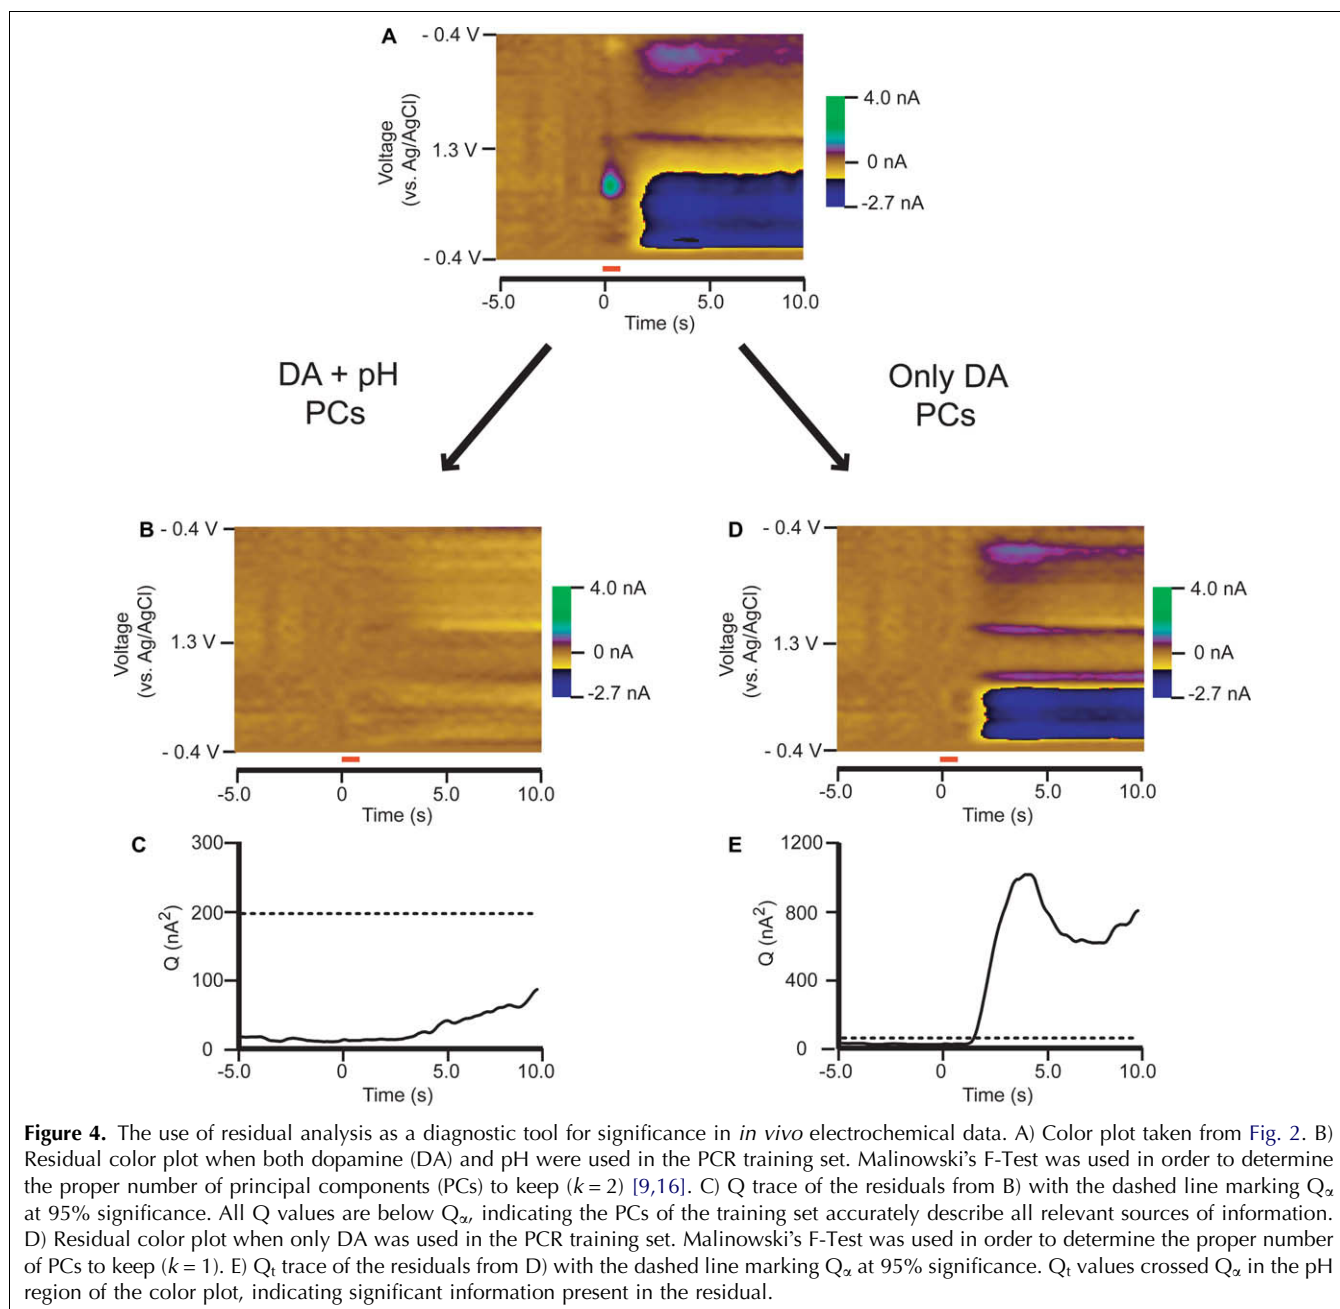 A
- 0.4 V
1.3 V
- 0.4 V
Voltage
(vs. Ag/AgCl)
4.0 nA
0 nA
-2.7 nA
-5.0 0 5.0 10.0
Time (s)
DA + pH
PCs
Only DA
PCs
B
- 0.4 V
1.3 V
- 0.4 V
Voltage
(vs. Ag/AgCl)
4.0 nA
0 nA
-2.7 nA
-5.0 0 5.0 10.0
Time (s)
D
- 0.4 V
1.3 V
- 0.4 V
Voltage
(vs. Ag/AgCl)
4.0 nA
0 nA
-2.7 nA
-5.0 0 5.0 10.0
Time (s)
C
300
200
100
0
Q (nA²)
-5.0 0 5.0 10.0
Time (s)
E
1200
800
400
0
Q (nA²)
-5.0 0 5.0 10.0
Time (s)
Figure 4. The use of residual analysis as a diagnostic tool for significance in in vivo electrochemical data. A) Color plot taken from Fig. 2. B)
Residual color plot when both dopamine (DA) and pH were used in the PCR training set. Malinowski's F-Test was used in order to determine
the proper number of principal components (PCs) to keep (k = 2) [9,16]. C) Q trace of the residuals from B) with the dashed line marking Qα
at 95% significance. All Q values are below Qα, indicating the PCs of the training set accurately describe all relevant sources of information.
D) Residual color plot when only DA was used in the PCR training set. Malinowski's F-Test was used in order to determine the proper number
of PCs to keep (k = 1). E) Qt trace of the residuals from D) with the dashed line marking Qα at 95% significance. Qt values crossed Qα in the pH
region of the color plot, indicating significant information present in the residual.